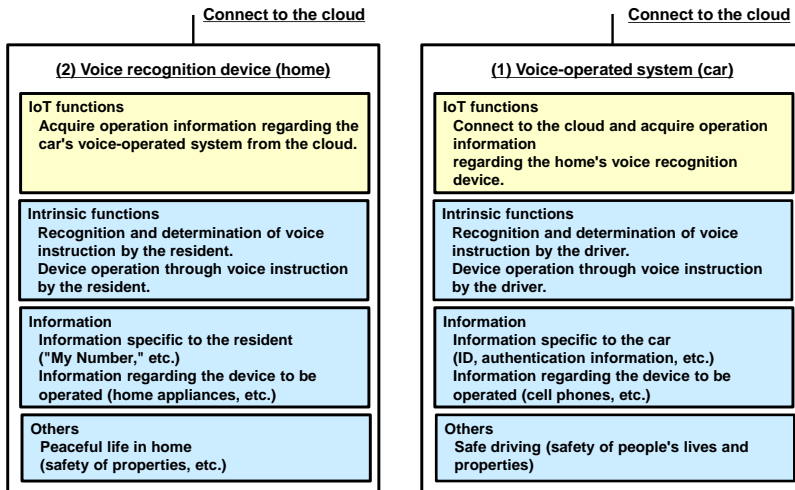 Connect to the cloud
(2) Voice recognition device (home)
IoT functions
Acquire operation information regarding the
car's voice-operated system from the cloud.
Intrinsic functions
Recognition and determination of voice
instruction by the resident.
Device operation through voice instruction
by the resident.
Information
Information specific to the resident
("My Number," etc.)
Information regarding the device to be
operated (home appliances, etc.)
Others
Peaceful life in home
(safety of properties, etc.)
Connect to the cloud
(1) Voice-operated system (car)
IoT functions
Connect to the cloud and acquire operation
information
regarding the home's voice recognition
device.
Intrinsic functions
Recognition and determination of voice
instruction by the driver.
Device operation through voice instruction
by the driver.
Information
Information specific to the car
(ID, authentication information, etc.)
Information regarding the device to be
operated (cell phones, etc.)
Others
Safe driving (safety of people's lives and
properties)